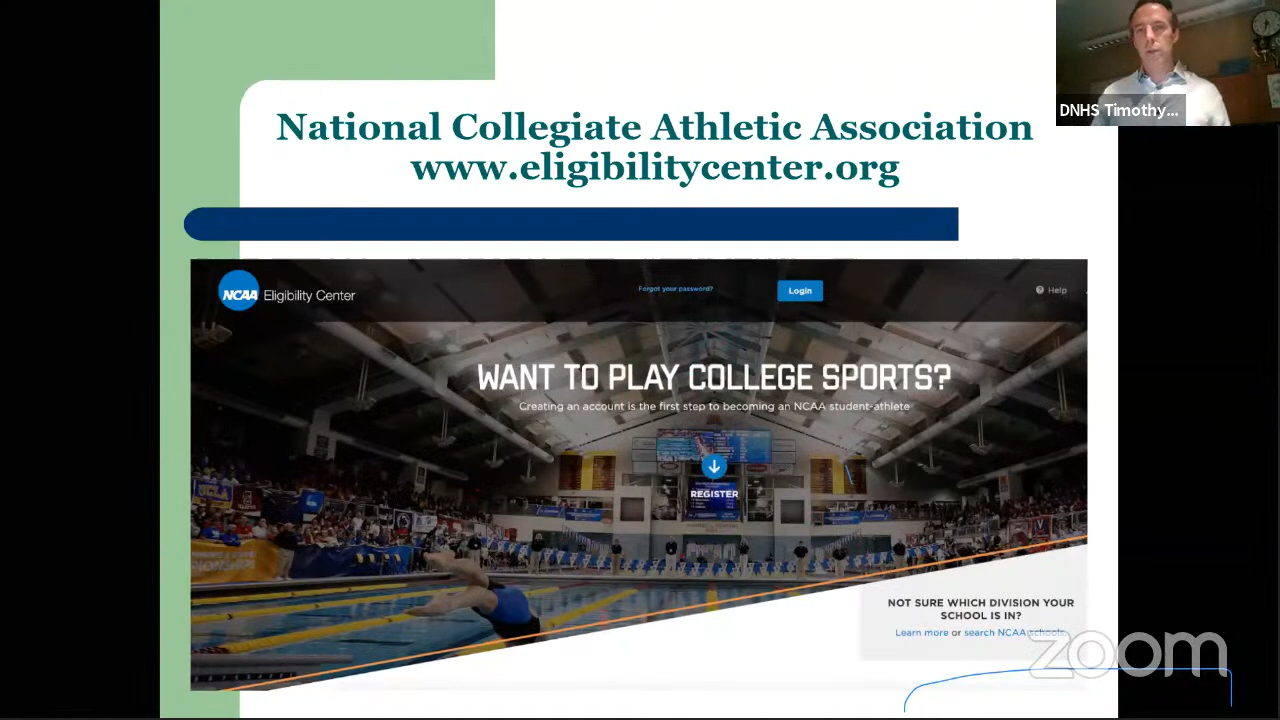 DNHS Timothy...
National Collegiate Athletic Association
www.eligibilitycenter.org
NCAA Eligibility Center
Forgot your password?
Login
Help
WANT TO PLAY COLLEGE SPORTS?
Creating an account is the first step to becoming an NCAA student-athlete
REGISTER
UCLA
NOT SURE WHICH DIVISION YOUR
SCHOOL IS IN?
Learn more or search NCAA schools.
zoom